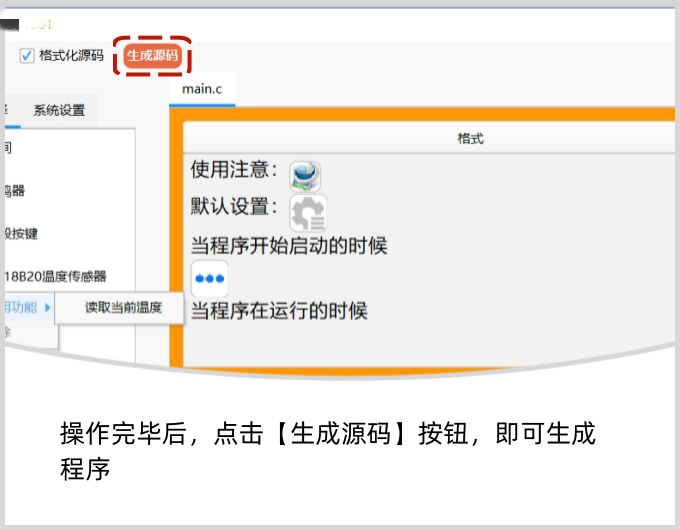 格式化源码
生成源码
main.c
系统设置
格式
使用注意：
默认设置：
当程序开始启动的时候
当程序在运行的时候
按键
18B20温度传感器
用功能
读取当前温度
操作完毕后，点击【生成源码】按钮，即可生成
程序